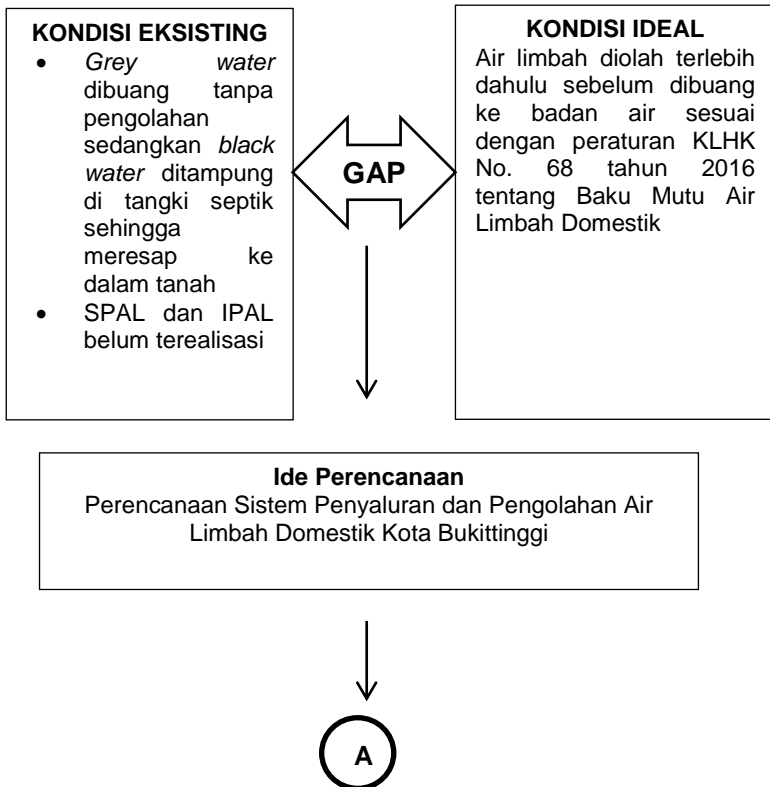 KONDISI EKSISTING
• Grey water
dibuang tanpa
pengolahan
sedangkan black
water ditampung
di tangki septik
sehingga
meresap ke
dalam tanah
• SPAL dan IPAL
belum terealisasi
GAP
KONDISI IDEAL
Air limbah diolah terlebih
dahulu sebelum dibuang
ke badan air sesuai
dengan peraturan KLHK
No. 68 tahun 2016
tentang Baku Mutu Air
Limbah Domestik
Ide Perencanaan
Perencanaan Sistem Penyaluran dan Pengolahan Air
Limbah Domestik Kota Bukittinggi
A